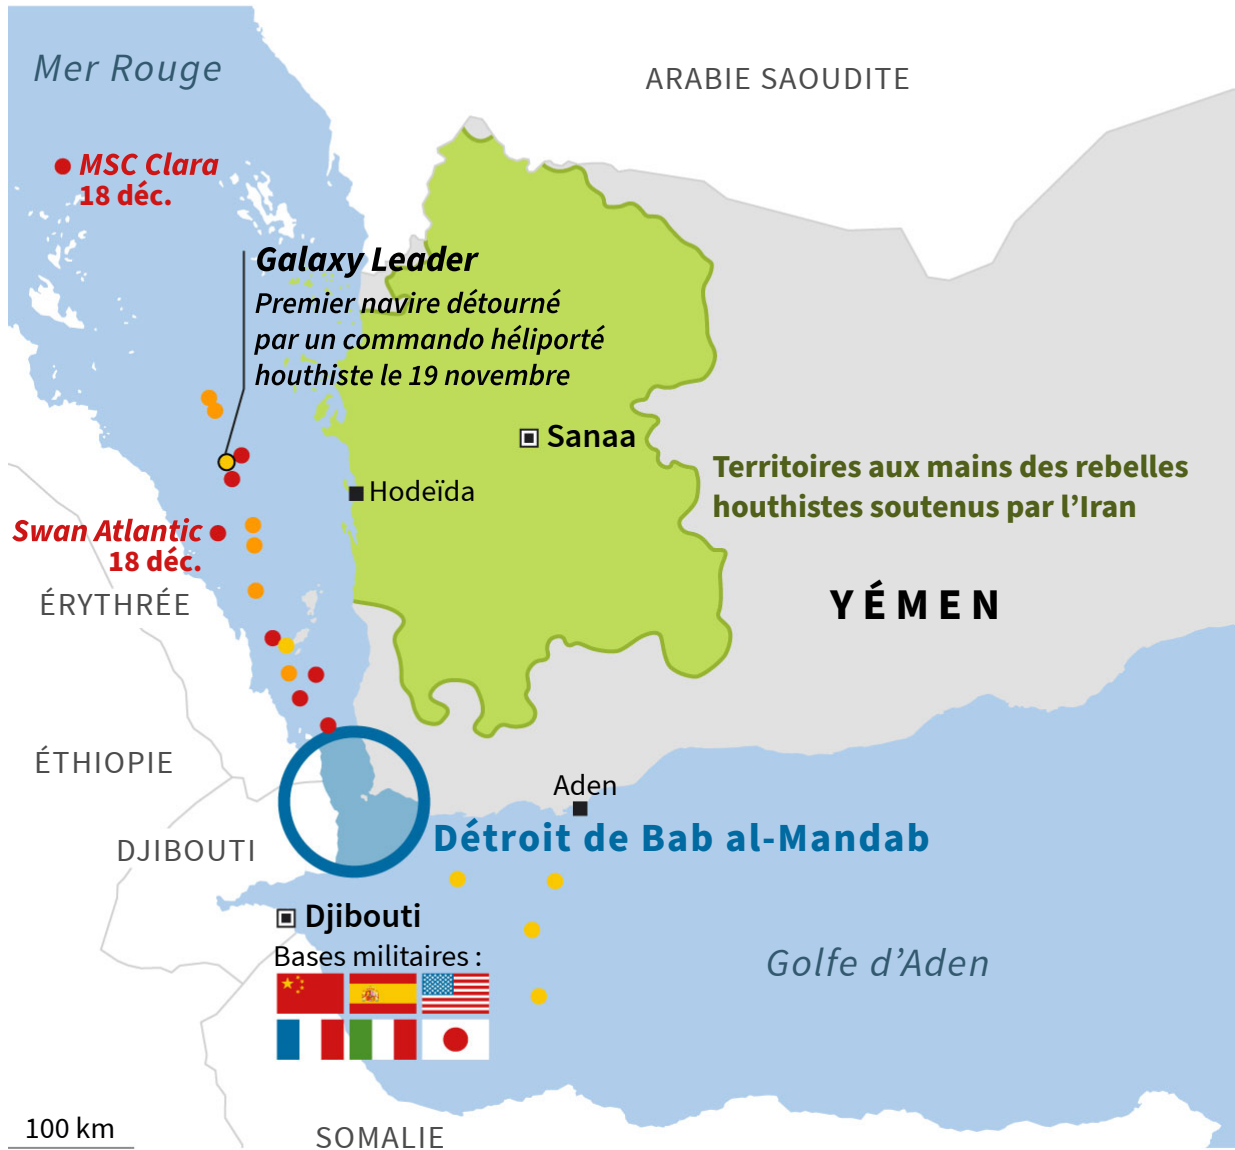 Mer Rouge
ARABIE SAOUDITE
MSC Clara
18 déc.
Galaxy Leader
Premier navire détourné
par un commando héliporté
houthiste le 19 novembre
Sanaa
Territoires aux mains des rebelles
houthistes soutenus par l’Iran
Hodeïda
Swan Atlantic
18 déc.
ÉRYTHRÉE
YÉMEN
ÉTHIOPIE
Aden
Détroit de Bab al-Mandab
DJIBOUTI
Djibouti
Bases militaires :
Golfe d’Aden
100 km
SOMALIE